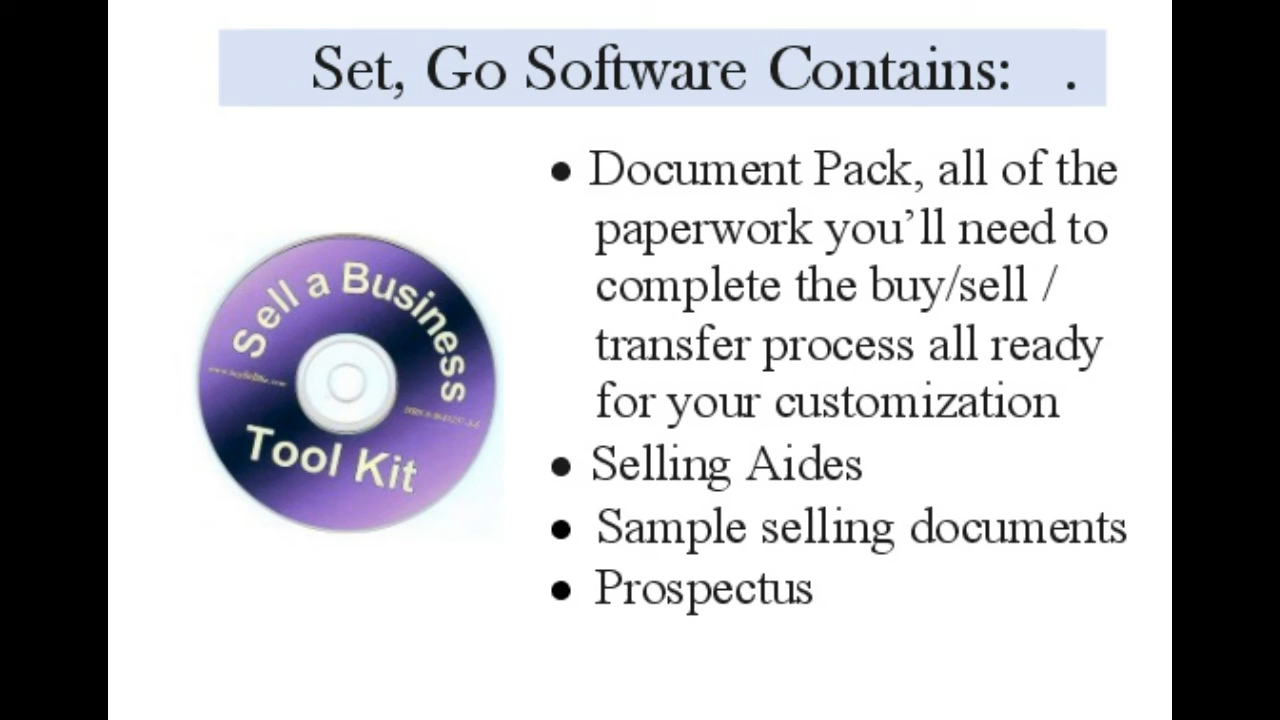 Set, Go Software Contains: .
• Document Pack, all of the
paperwork you’ll need to
complete the buy/sell /
transfer process all ready
for your customization
• Selling Aides
• Sample selling documents
• Prospectus
Sell a Business
Tool Kit